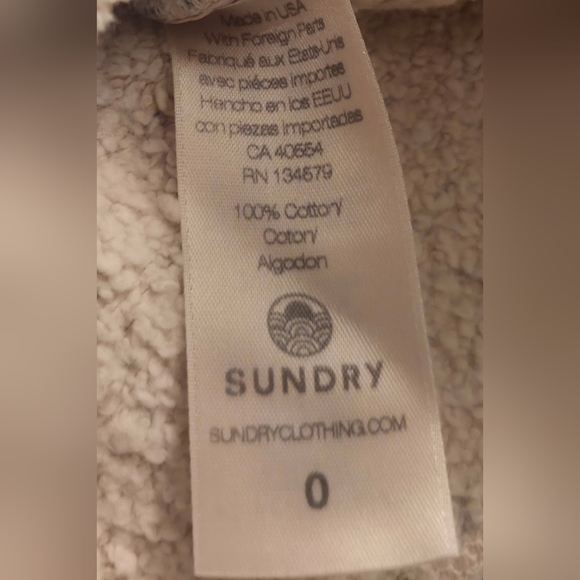 Made in USA
With Foreign Parts
Fabriqué aux Etats-Unis
avec pièces importes
Hencho en los EEUU
con piezas importadas
CA 40554
RN 134579
100% Cotton/
Coton/
Algodon
SUNDRY
SUNDRYCLOTHING.COM
0